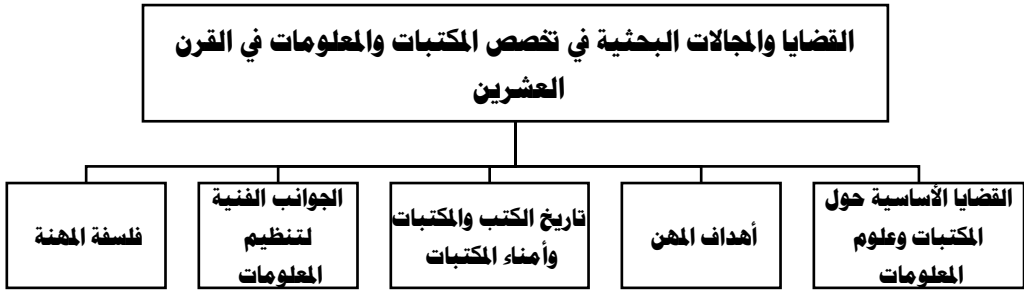 القضايا والمجالات البحثية في تخصص المكتبات والمعلومات في القرن
العشرين
القضايا الأساسية حول
المكتبات وعلوم
المعلومات
أهداف المهن
تاريخ الكتب والمكتبات
وأمناء المكتبات
الجوانب الفنية
لتنظيم
المعلومات
فلسفة المهنة